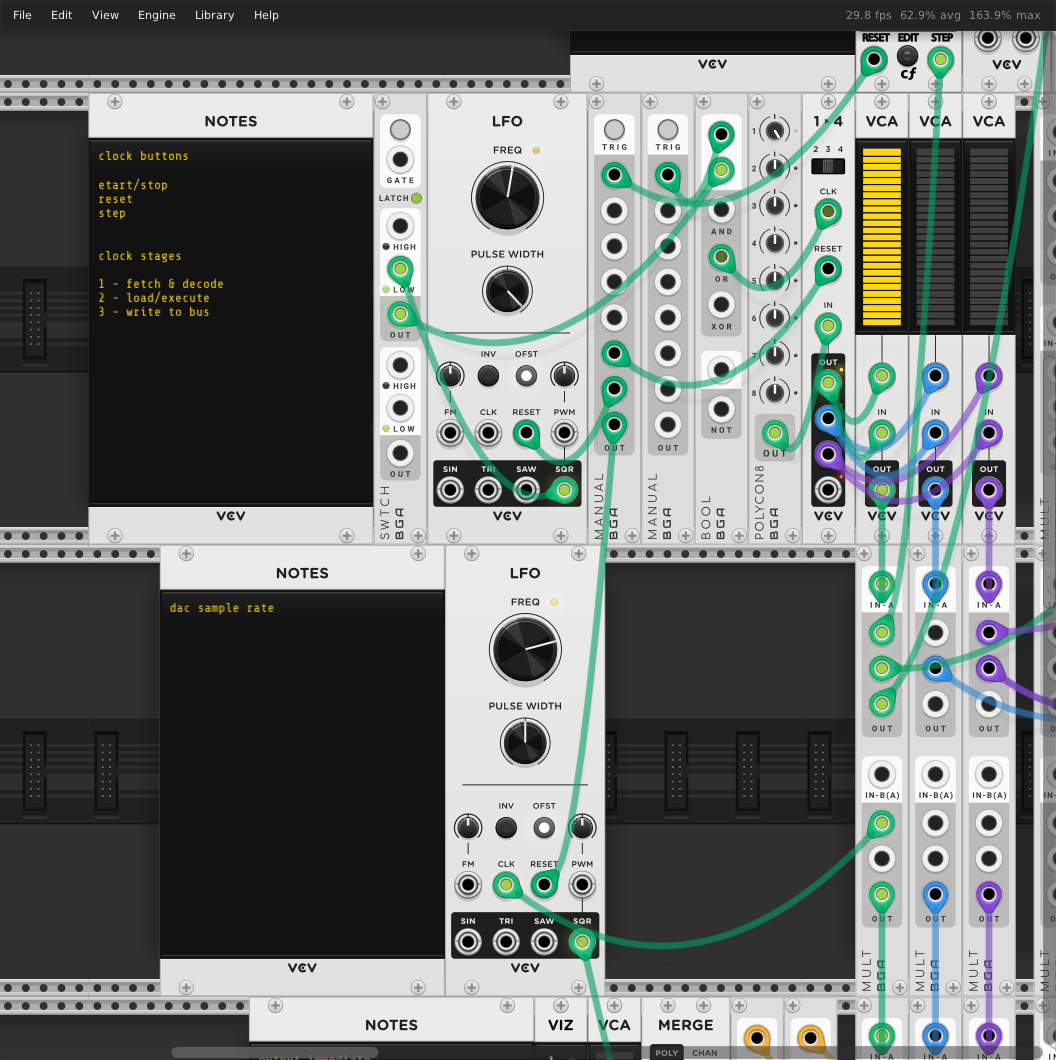 File Edit View Engine Library Help 29.8 fps 62.9% avg 163.9% max
RESET EDIT STEP
cf
VCV VCV
NOTES LFO 1 4 VCA VCA VCA
clock buttons
etart/stop
reset
step
clock stages
1 - fetch & decode
2 - load/execute
3 - write to bus
VCV
GATE
LATCH
HIGH
LOW
OUT
HIGH
LOW
OUT
SWTCH
BGA
FREQ
PULSE WIDTH
INV OFST
FM CLK RESET PWM
SIN TRI SAW SQR
VCV
TRIG
OUT
MANUAL
BGA
TRIG
OUT
MANUAL
BGA
AND
OR
XOR
NOT
BOOL
BGA
1
2
3
4
5
6
7
8
OUT
POLYCON8
BGA
2 3 4
CLK
RESET
IN
OUT
VCV
IN IN IN
OUT OUT OUT
VCV VCV VCV
MULT
NOTES LFO
dac sample rate
VCV
FREQ
PULSE WIDTH
INV OFST
FM CLK RESET PWM
SIN TRI SAW SQR
VCV
IN-A IN-A IN-A
OUT OUT OUT
IN-B(A) IN-B(A) IN-B(A)
OUT OUT OUT
MULT BGA MULT BGA MULT BGA MULT
NOTES VIZ VCA MERGE
POLY CHAN
1
IN-A IN-A IN-A